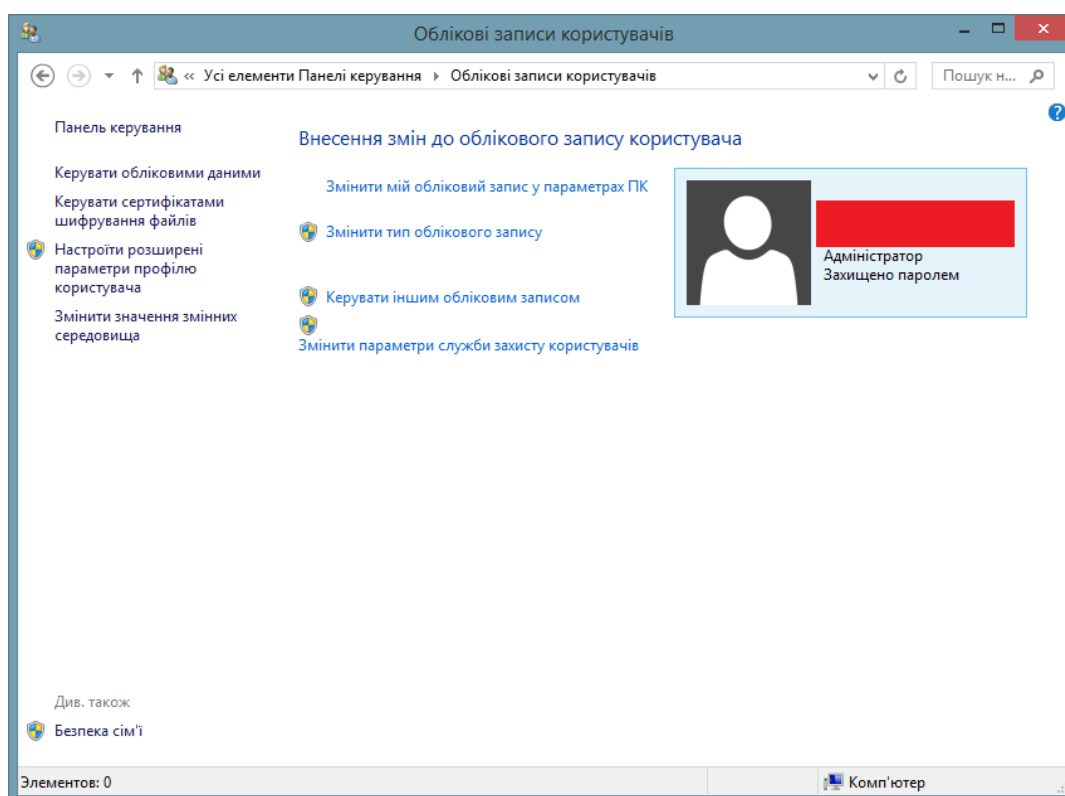 Облікові записи користувачів
« Усі елементи Панелі керування ▸ Облікові записи користувачів
Пошук н...
Панель керування
Внесення змін до облікового запису користувача
Керувати обліковими даними
Керувати сертифікатами
шифрування файлів
Настроїти розширені
параметри профілю
користувача
Змінити значення змінних
середовища
Змінити мій обліковий запис у параметрах ПК
Змінити тип облікового запису
Керувати іншим обліковим записом
Змінити параметри служби захисту користувачів
Адміністратор
Захищено паролем
Див. також
Безпека сім'ї
Элементов: 0
Комп'ютер